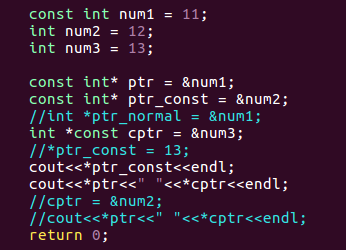 const int num1 = 11;
int num2 = 12;
int num3 = 13;
const int* ptr = &num1;
const int* ptr_const = &num2;
//int *ptr_normal = &num1;
int *const cptr = &num3;
//*ptr_const = 13;
cout<<*ptr_const<<endl;
cout<<*ptr<<" "<<*cptr<<endl;
//cptr = &num2;
//cout<<*ptr<<" "<<*cptr<<endl;
return 0;